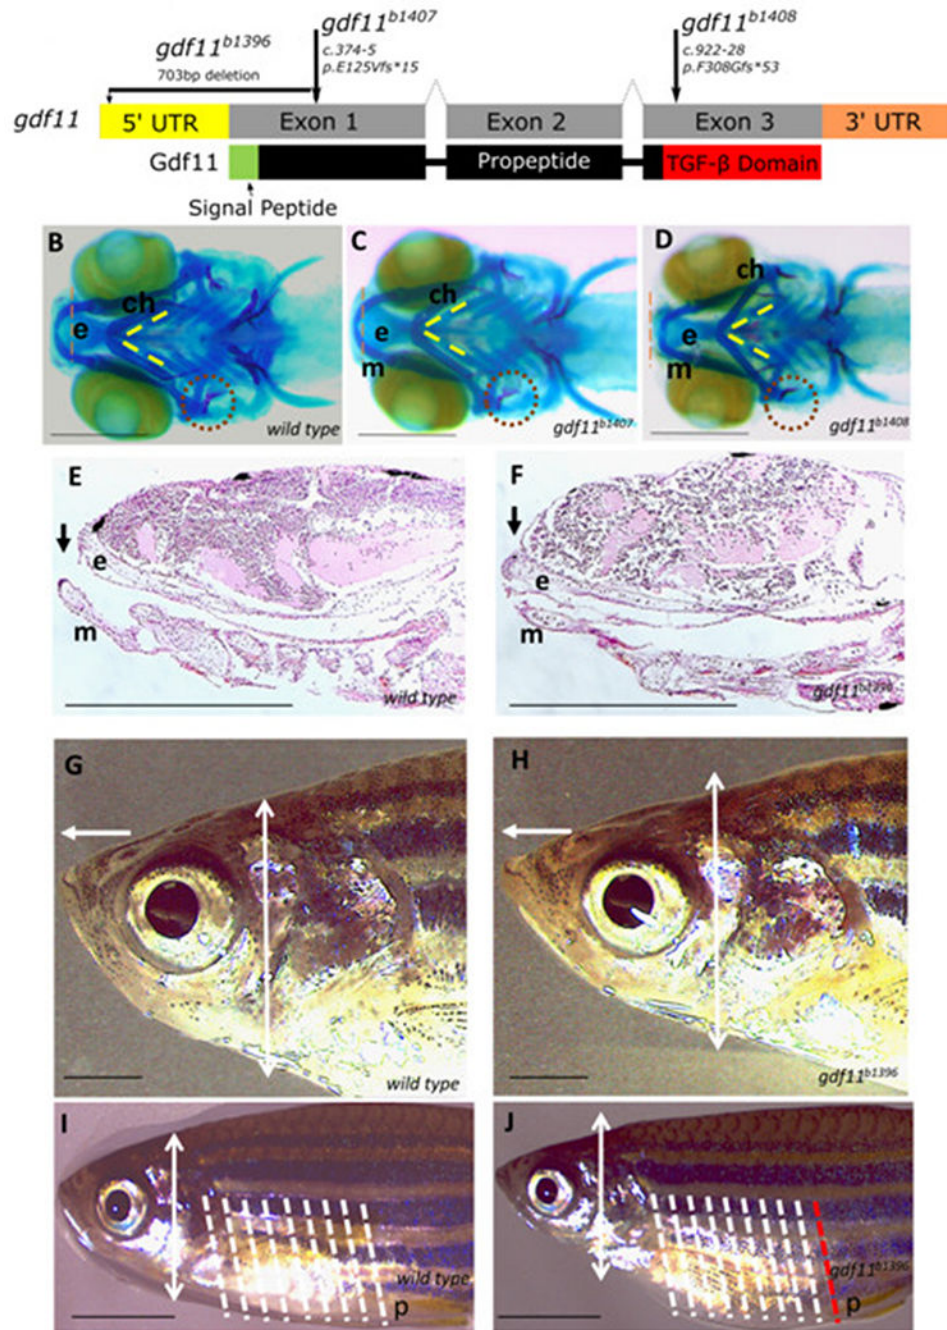 gdf11b1396
703bp deletion
gdf11b1407
c.374-5
p.E125Vfs*15
gdf11b1408
c.922-28
p.F308Gfs*53
gdf11
5' UTR
Exon 1
Exon 2
Exon 3
3' UTR
Gdf11
Propeptide
TGF-β Domain
Signal Peptide
B
ch
e
wild type
C
ch
e
m
gdf11b1407
D
ch
e
m
gdf11b1408
E
e
m
wild type
F
e
m
gdf11b1396
G
wild type
H
gdf11b1396
I
wild type
p
J
gdf11b1396
p